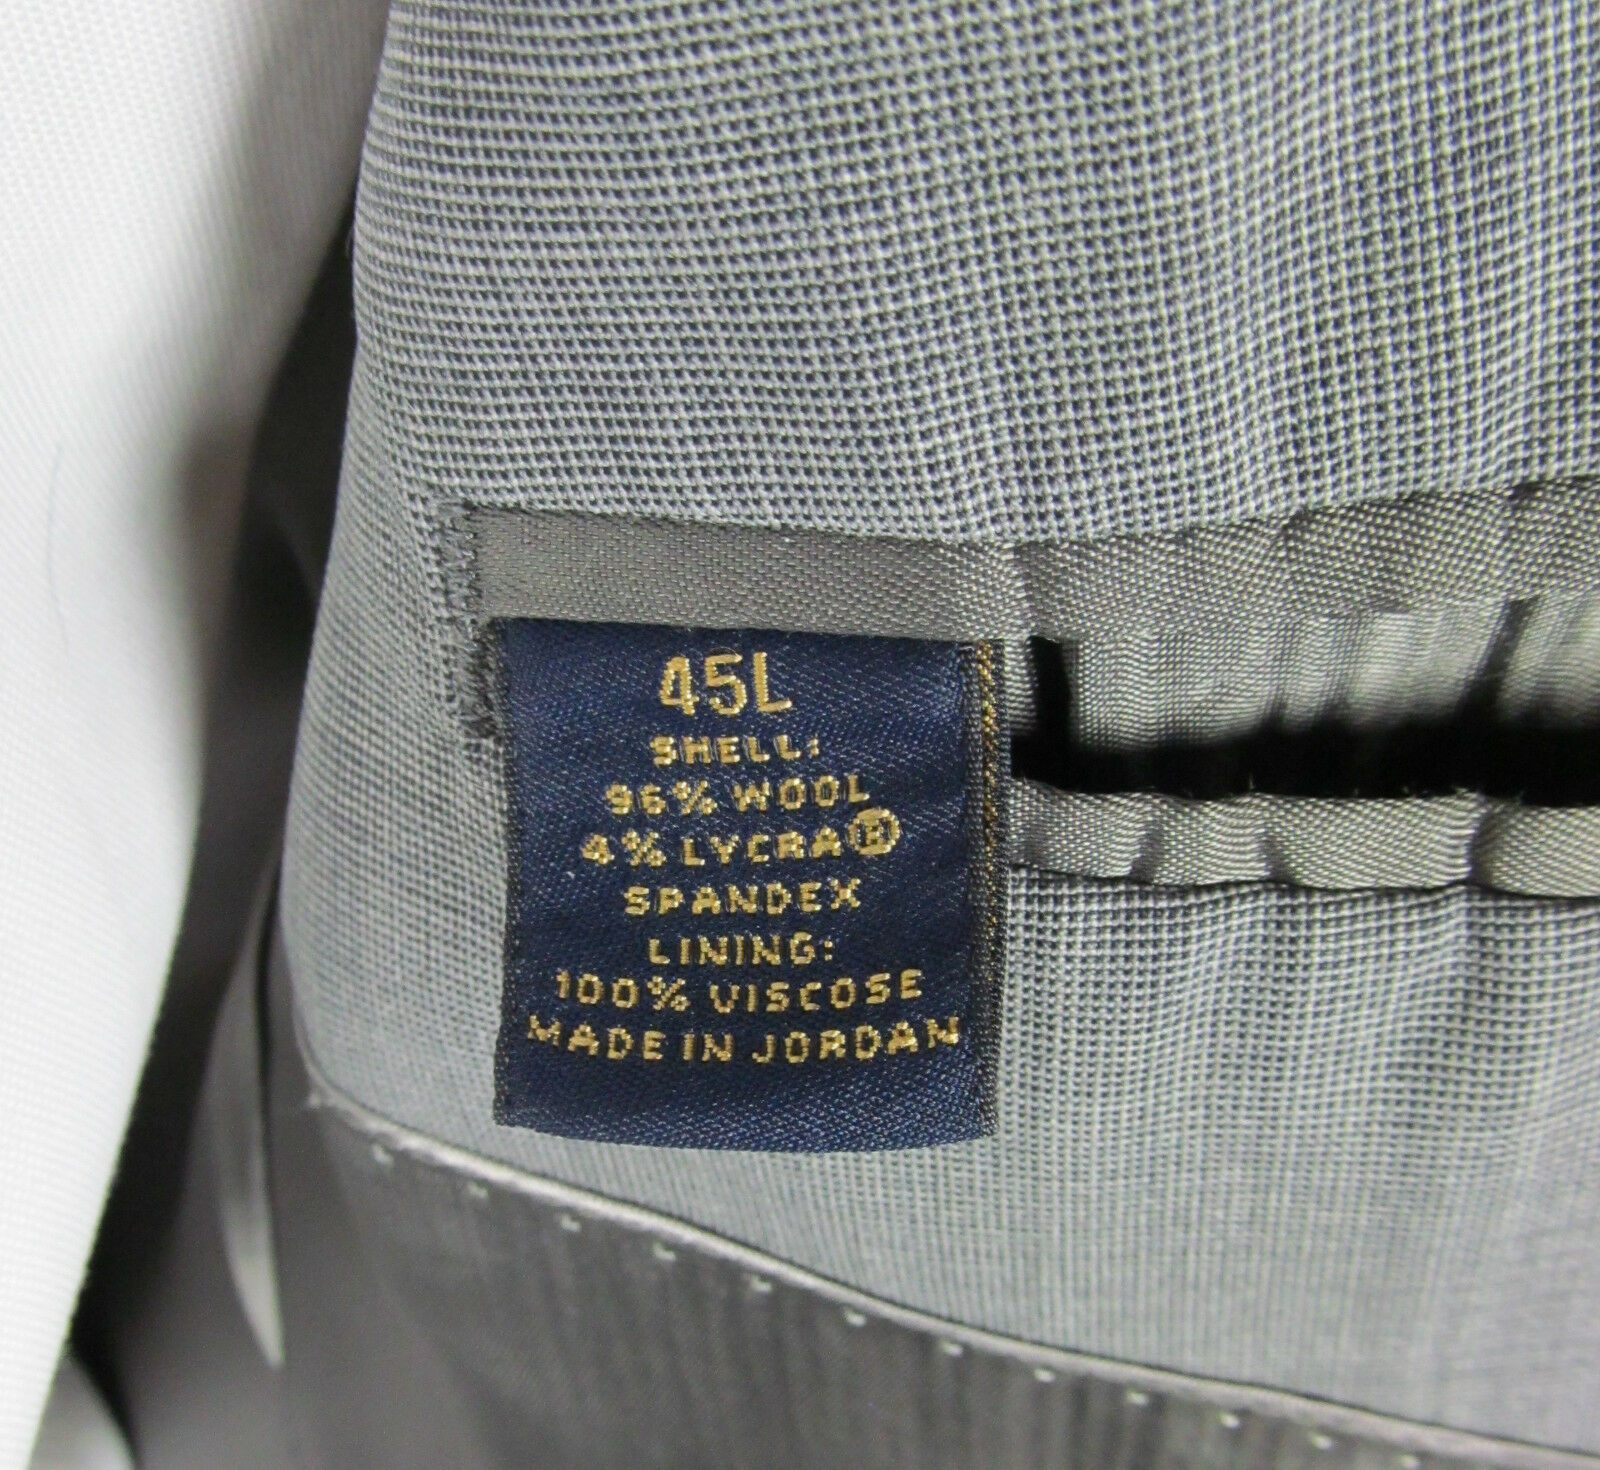 45L
SHELL:
96% WOOL
4% LYCRA®
SPANDEX
LINING:
100% VISCOSE
MADE IN JORDAN